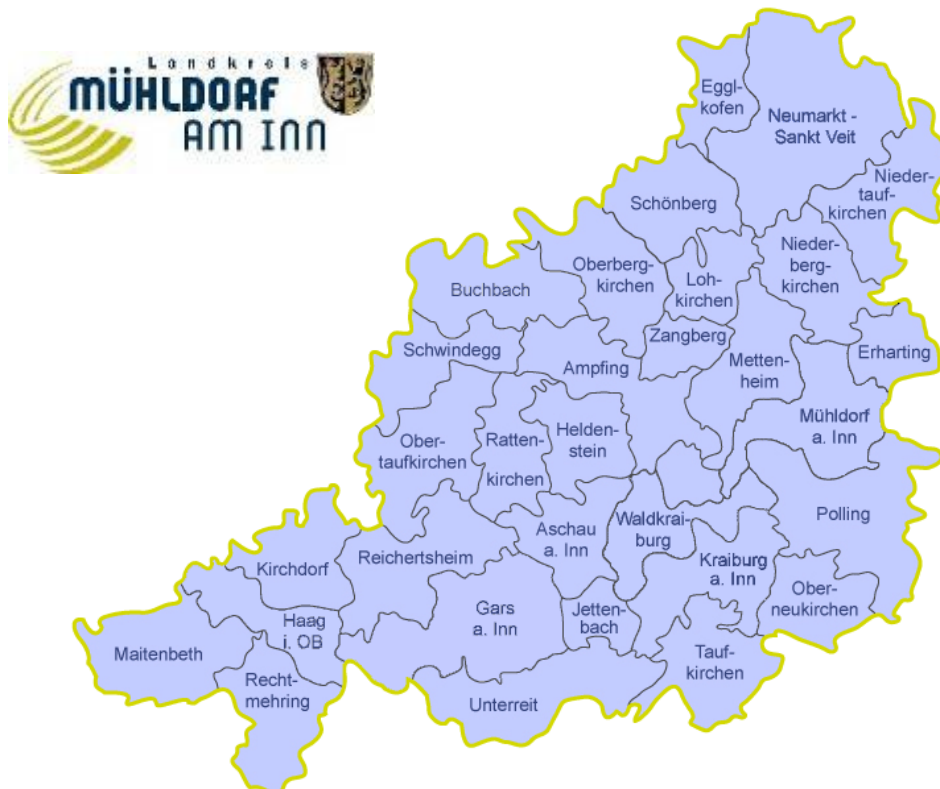 Landkreis
MÜHLDORF
AM INN
Eggl-
kofen
Neumarkt -
Sankt Veit
Nieder-
tauf-
kirchen
Schönberg
Nieder-
berg-
kirchen
Oberberg-
kirchen
Loh-
kirchen
Buchbach
Zangberg
Schwindegg
Ampfing
Metten-
heim
Erharting
Mühldorf
a. Inn
Ober-
taufkirchen
Ratten-
kirchen
Helden-
stein
Waldkrai-
burg
Polling
Aschau
a. Inn
Reichertsheim
Kraiburg
a. Inn
Kirchdorf
Ober-
neukirchen
Gars
a. Inn
Jetten-
bach
Haag
i. OB
Maitenbeth
Tauf-
kirchen
Recht-
mehring
Unterreit